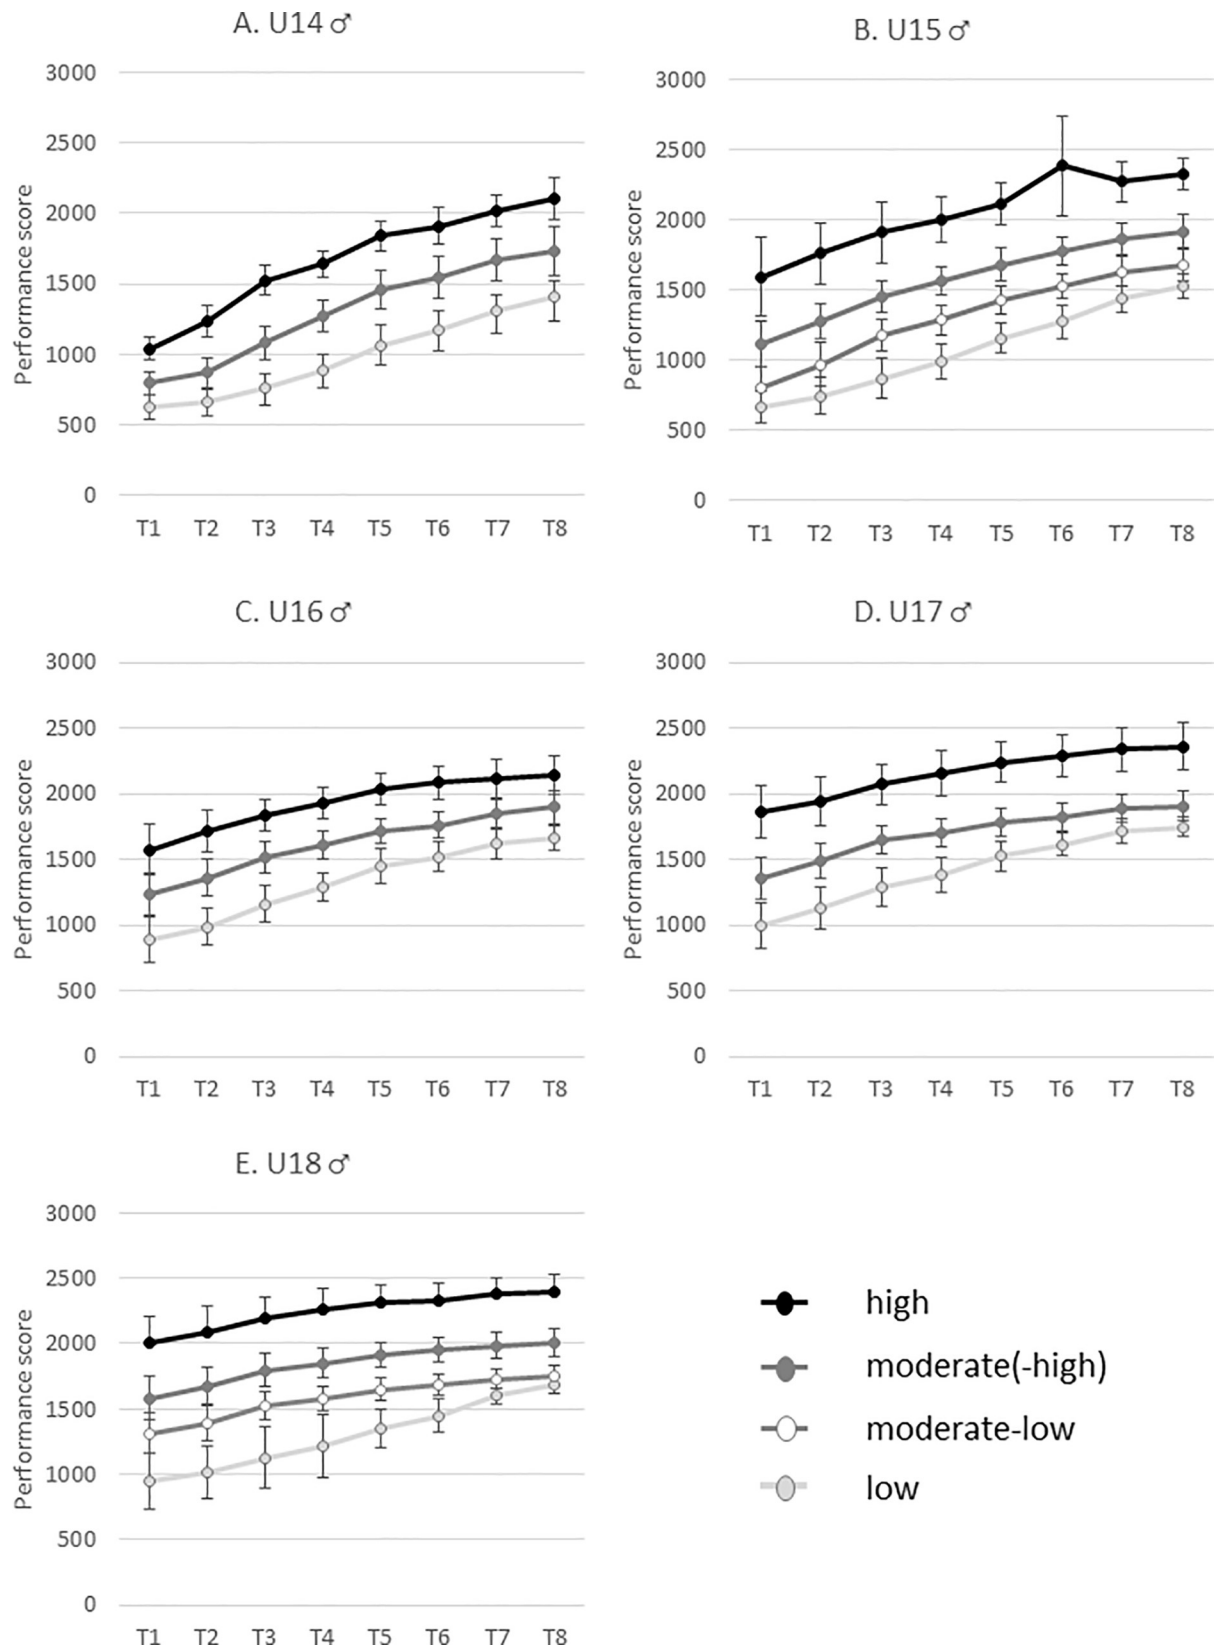 A. U14 ♂
3000
2500
2000
1500
1000
500
0
Performance score
T1 T2 T3 T4 T5 T6 T7 T8
B. U15 ♂
3000
2500
2000
1500
1000
500
0
Performance score
T1 T2 T3 T4 T5 T6 T7 T8
C. U16 ♂
3000
2500
2000
1500
1000
500
0
Performance score
T1 T2 T3 T4 T5 T6 T7 T8
D. U17 ♂
3000
2500
2000
1500
1000
500
0
Performance score
T1 T2 T3 T4 T5 T6 T7 T8
E. U18 ♂
3000
2500
2000
1500
1000
500
0
Performance score
T1 T2 T3 T4 T5 T6 T7 T8
high
moderate(-high)
moderate-low
low